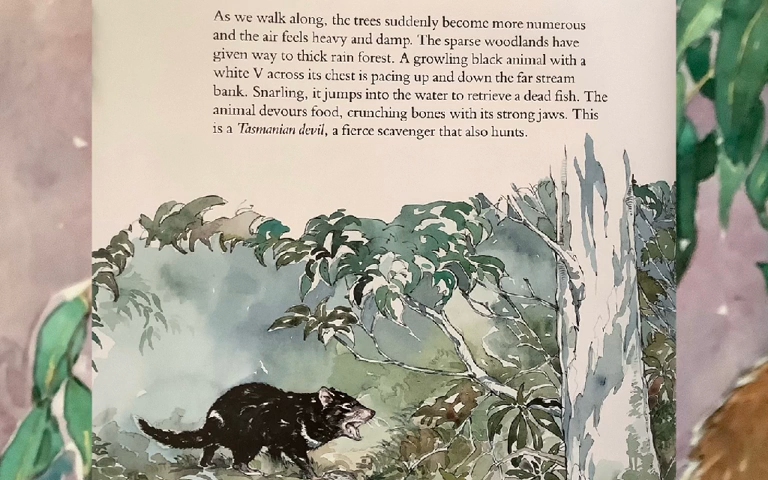 As we walk along, the trees suddenly become more numerous
and the air feels heavy and damp. The sparse woodlands have
given way to thick rain forest. A growling black animal with a
white V across its chest is pacing up and down the far stream
bank. Snarling, it jumps into the water to retrieve a dead fish. The
animal devours food, crunching bones with its strong jaws. This
is a Tasmanian devil, a fierce scavenger that also hunts.